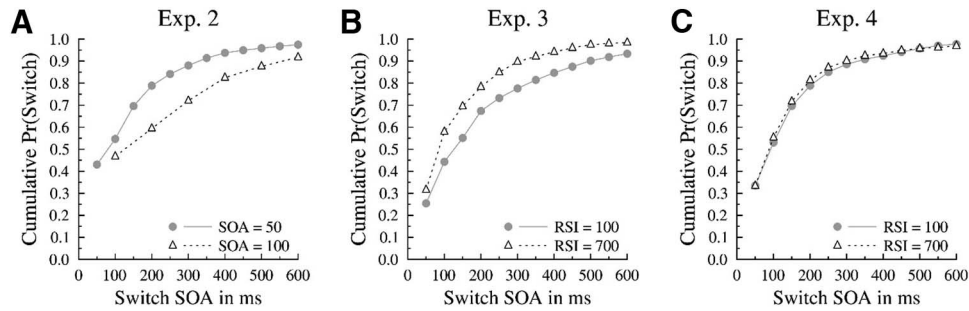 A
Exp. 2
Cumulative Pr(Switch)
1.0
0.9
0.8
0.7
0.6
0.5
0.4
0.3
0.2
0.1
0.0
SOA = 50
SOA = 100
0 100 200 300 400 500 600
Switch SOA in ms
B
Exp. 3
Cumulative Pr(Switch)
1.0
0.9
0.8
0.7
0.6
0.5
0.4
0.3
0.2
0.1
0.0
RSI = 100
RSI = 700
0 100 200 300 400 500 600
Switch SOA in ms
C
Exp. 4
Cumulative Pr(Switch)
1.0
0.9
0.8
0.7
0.6
0.5
0.4
0.3
0.2
0.1
0.0
RSI = 100
RSI = 700
0 100 200 300 400 500 600
Switch SOA in ms